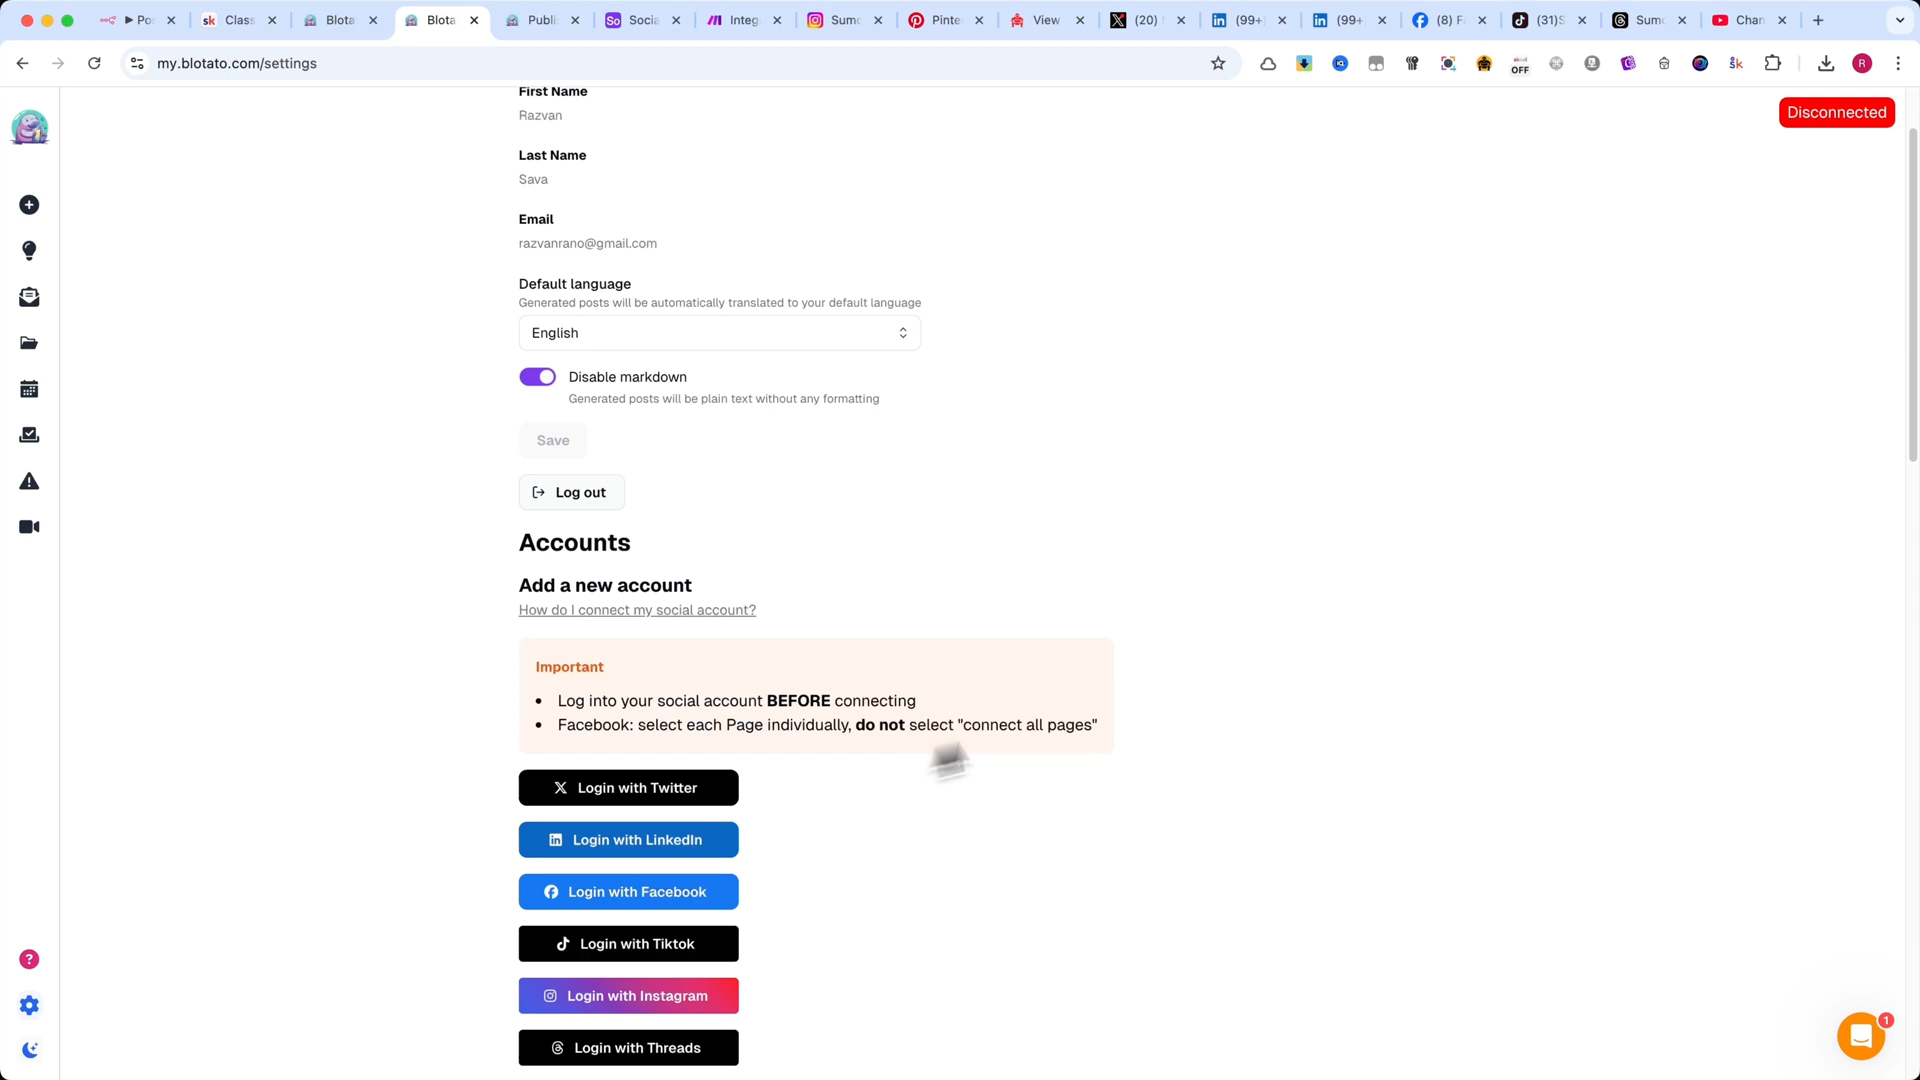 Po
Class
Blota
Blota
Publi
Socia
Integ
Sumo
Pinte
View
(20)
(99+)
(99+
(8) F
(31)S
Sumo
Chan
my.blotato.com/settings
OFF
sk
R
Disconnected
First Name
Razvan
Last Name
Sava
Email
razvanrano@gmail.com
Default language
Generated posts will be automatically translated to your default language
English
Disable markdown
Generated posts will be plain text without any formatting
Save
Log out
Accounts
Add a new account
How do I connect my social account?
Important
• Log into your social account BEFORE connecting
• Facebook: select each Page individually, do not select "connect all pages"
Login with Twitter
Login with LinkedIn
Login with Facebook
Login with Tiktok
Login with Instagram
Login with Threads
?
1